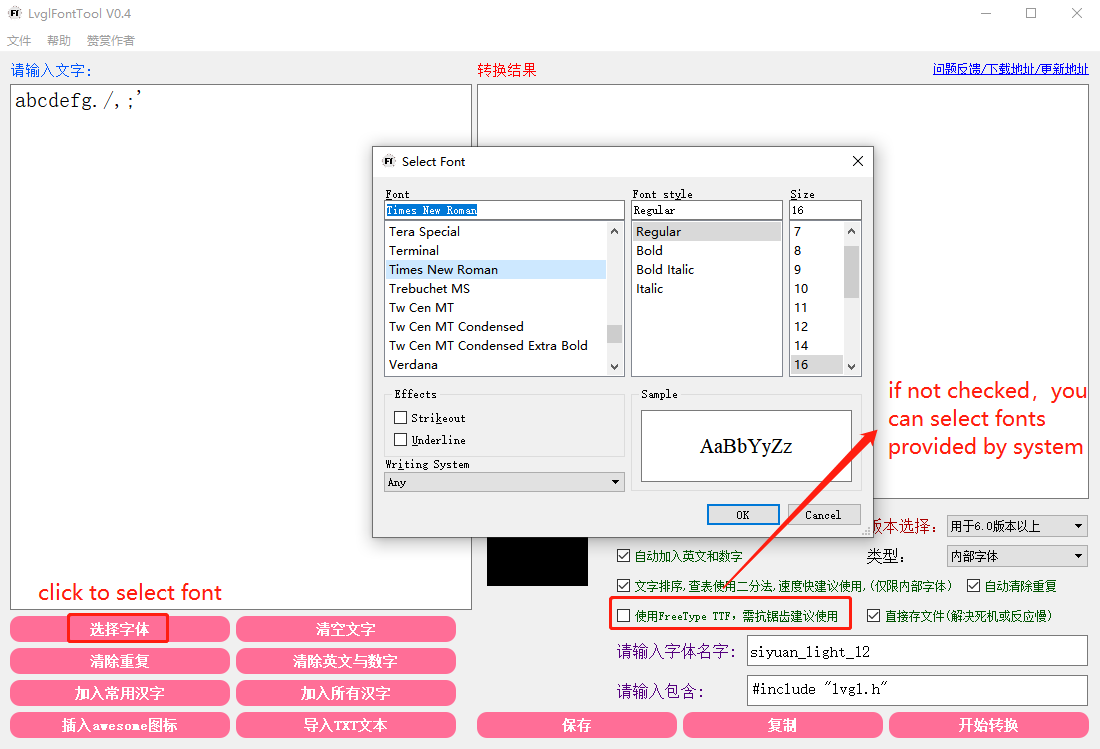 LvglFontTool V0.4
文件 帮助 赞赏作者
请输入文字:
转换结果
问题反馈/下载地址/更新地址
abcdefg./,;'
Select Font
Font
Font style
Size
Times New Roman
Regular
16
Tera Special
Terminal
Times New Roman
Trebuchet MS
Tw Cen MT
Tw Cen MT Condensed
Tw Cen MT Condensed Extra Bold
Verdana
Regular
Bold
Bold Italic
Italic
7
8
9
10
11
12
14
16
Effects
Strikeout
Underline
Writing System
Any
Sample
AaBbYyZz
OK
Cancel
if not checked，you
can select fonts
provided by system
版本选择：
用于6.0版本以上
自动加入英文和数字
类型：
内部字体
文字排序,查表使用二分法,速度快建议使用,(仅限内部字体)
自动清除重复
使用FreeType TTF，需抗锯齿建议使用
直接存文件(解决死机或反应慢)
请输入字体名字：
siyuan_light_12
请输入包含：
#include "lvgl.h"
click to select font
选择字体
清空文字
清除重复
清除英文与数字
加入常用汉字
加入所有汉字
插入awesome图标
导入TXT文本
保存
复制
开始转换